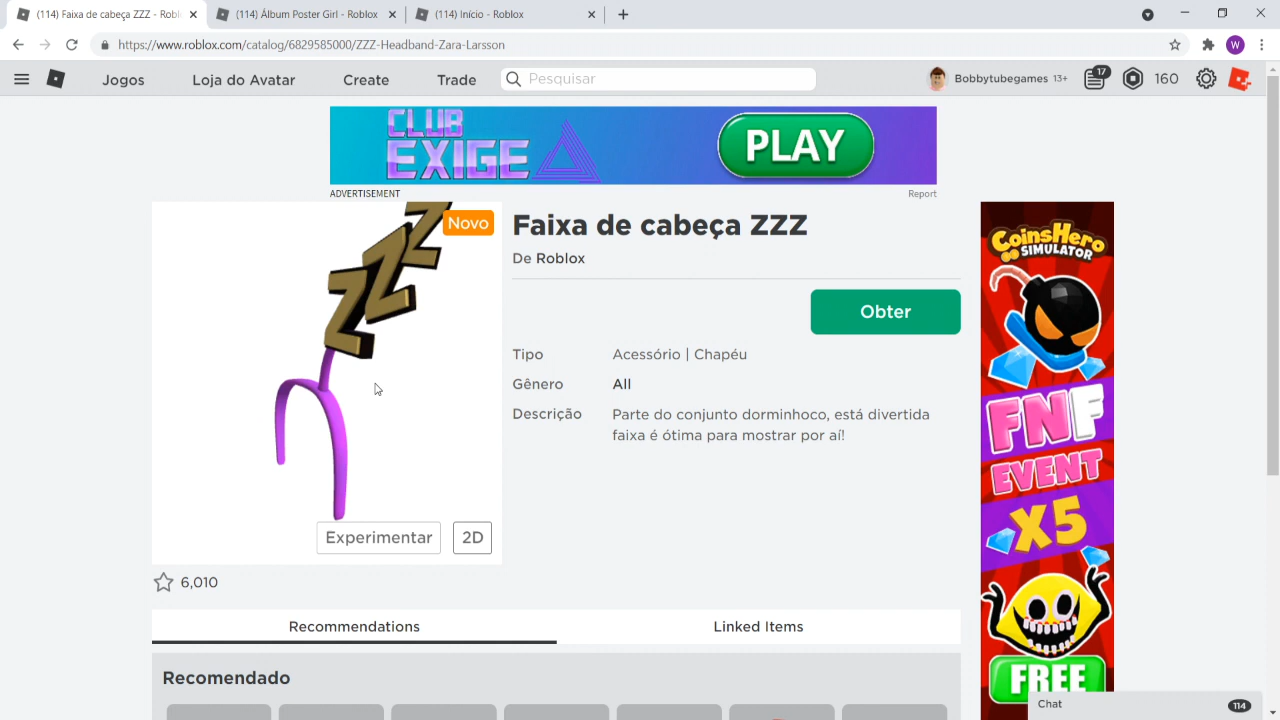 (114) Faixa de cabeça ZZZ - Robl
(114) Álbum Poster Girl - Roblox
(114) Início - Roblox
https://www.roblox.com/catalog/6829585000/ZZZ-Headband-Zara-Larsson
W
Jogos
Loja do Avatar
Create
Trade
Pesquisar
Bobbytubegames 13+
17
160
CLUB
EXIGE
PLAY
ADVERTISEMENT
Report
ZZZ
Novo
Faixa de cabeça ZZZ
De Roblox
Obter
Tipo
Acessório | Chapéu
Gênero
All
Descrição
Parte do conjunto dorminhoco, está divertida
faixa é ótima para mostrar por aí!
Experimentar
2D
6,010
Recommendations
Linked Items
Recomendado
COINSHERO
SIMULATOR
FNF
EVENT
X5
FREE
Chat
114